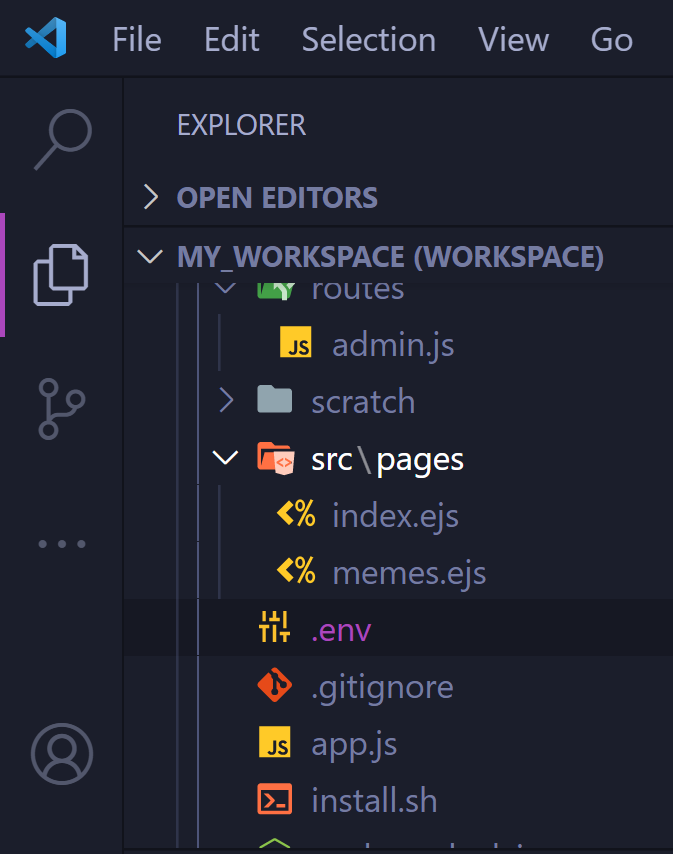 File Edit Selection View Go
EXPLORER
OPEN EDITORS
MY_WORKSPACE (WORKSPACE)
routes
JS admin.js
scratch
src\pages
index.ejs
memes.ejs
.env
.gitignore
JS app.js
install.sh